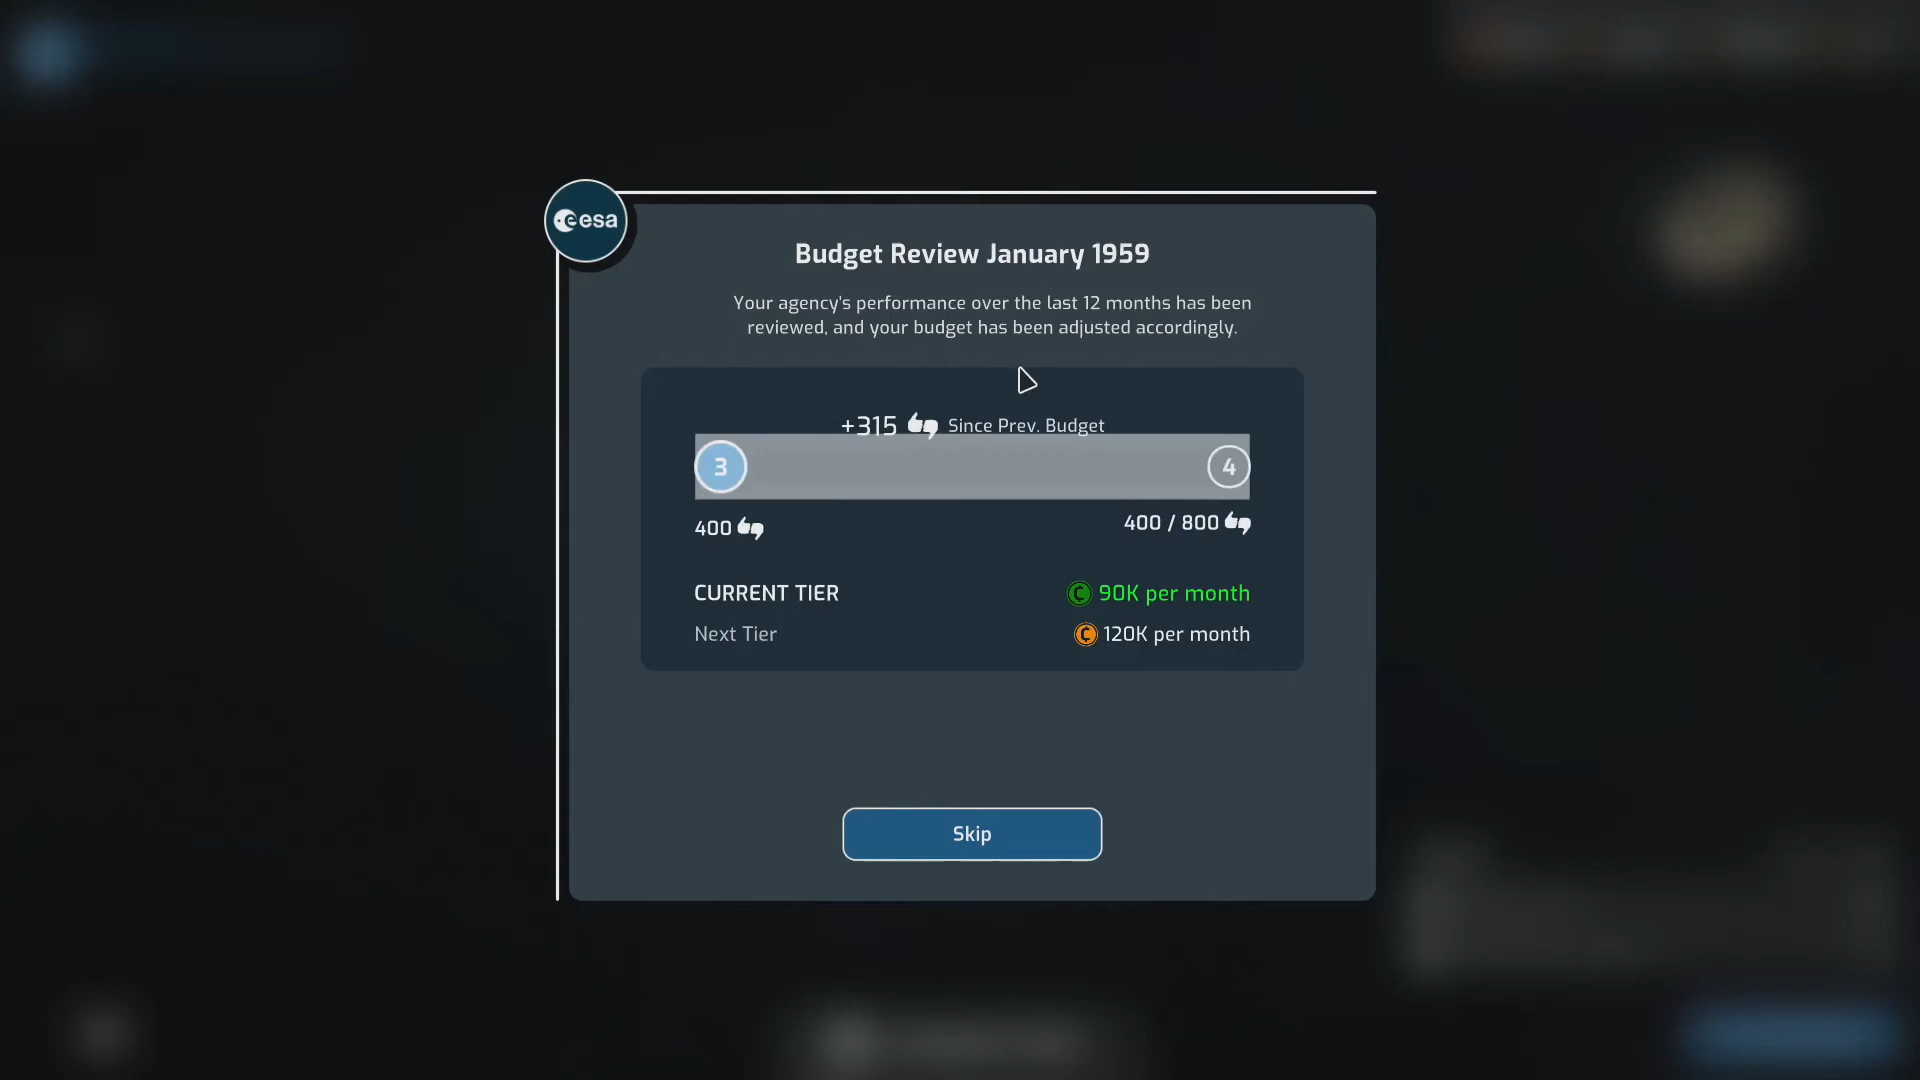 esa
Budget Review January 1959
Your agency's performance over the last 12 months has been
reviewed, and your budget has been adjusted accordingly.
+315 Since Prev. Budget
3 4
400 400 / 800
CURRENT TIER 90K per month
Next Tier 120K per month
Skip